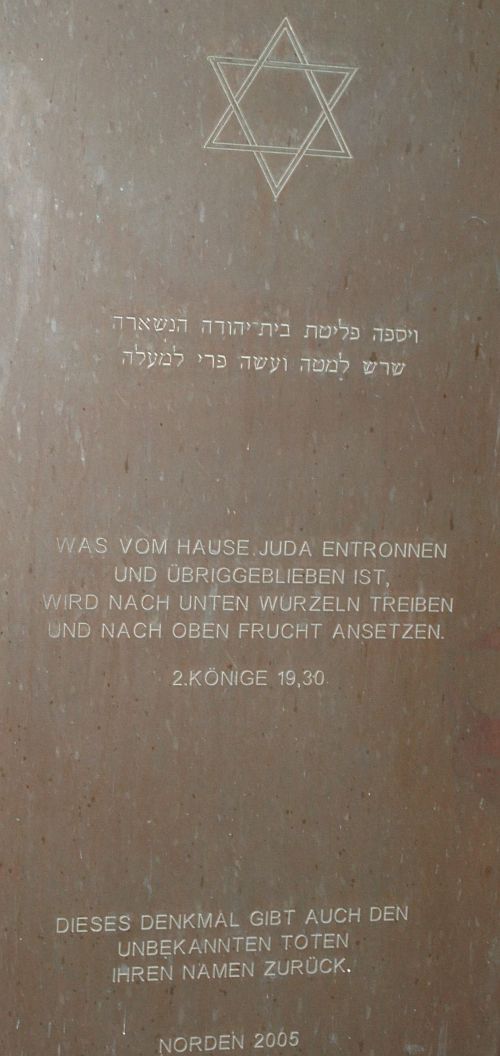 ויספה פליטת בית־יהודה הנשארה
שרש למטה ועשה פרי למעלה
WAS VOM HAUSE JUDA ENTRONNEN
UND ÜBRIGGEBLIEBEN IST,
WIRD NACH UNTEN WURZELN TREIBEN
UND NACH OBEN FRUCHT ANSETZEN.
2.KÖNIGE 19,30
DIESES DENKMAL GIBT AUCH DEN
UNBEKANNTEN TOTEN
IHREN NAMEN ZURÜCK.
NORDEN 2005